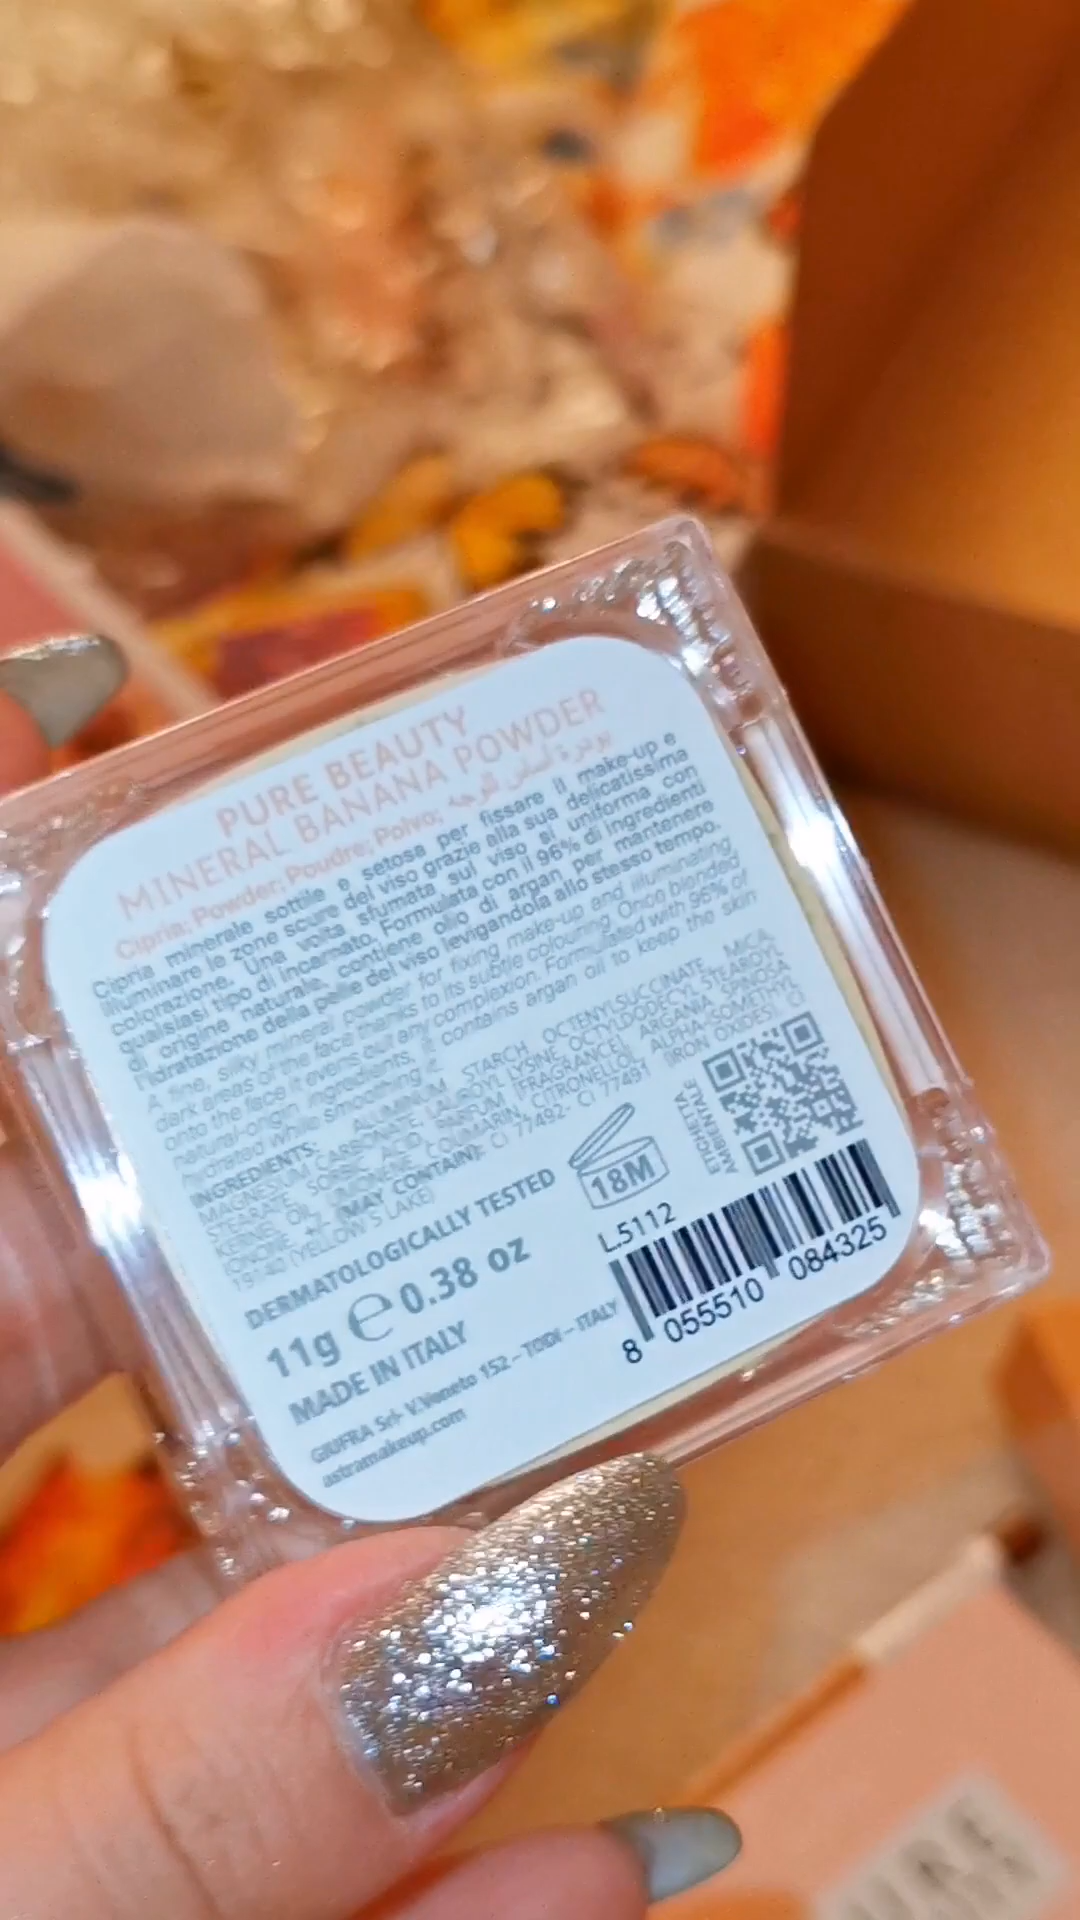 PURE BEAUTY
MINERAL BANANA POWDER
Cipria; Powder; Poudre; Polvo;
Cipria minerale sottile e setosa per fissare il make-up e
illuminare le zone scure del viso grazie alla sua delicatissima
colorazione. Una volta sfumata sul viso si uniforma con
qualsiasi tipo di incarnato. Formulata con il 96% di ingredienti
di origine naturale, contiene olio di argan per mantenere
l'idratazione della pelle del viso levigandola allo stesso tempo.
A fine, silky mineral powder for fixing make-up and illuminating
dark areas of the face thanks to its subtle colouring. Once blended
onto the face it evens out any complexion. Formulated with 96% of
natural-origin ingredients, contains argan oil to keep the skin
hydrated while smoothing
INGREDIENTS: ALUMINUM STARCH OCTENYLSUCCINATE, MICA,
MAGNESIUM CARBONATE, LAUROYL LYSINE, OCTYLDODECYL STEAROYL
STEARATE, SORBIC ACID, PARFUM [FRAGRANCE], ARGANIA SPINOSA
KERNEL OIL, LIMONENE, COUMARIN, CITRONELLOL, ALPHA-ISOMETHYL
IONONE, +/- (MAY CONTAIN): CI 77492- CI 77491 [IRON OXIDES], CI
19140 (YELLOW 5 LAKE)
DERMATOLOGICALLY TESTED
18M
ETICHETTA
AMBIENTALE
11g ℮ 0.38 oz
L.5112
MADE IN ITALY
GIUFRA Srl- V.Veneto 152 – TODI – ITALY
astramakeup.com
8 055510 084325